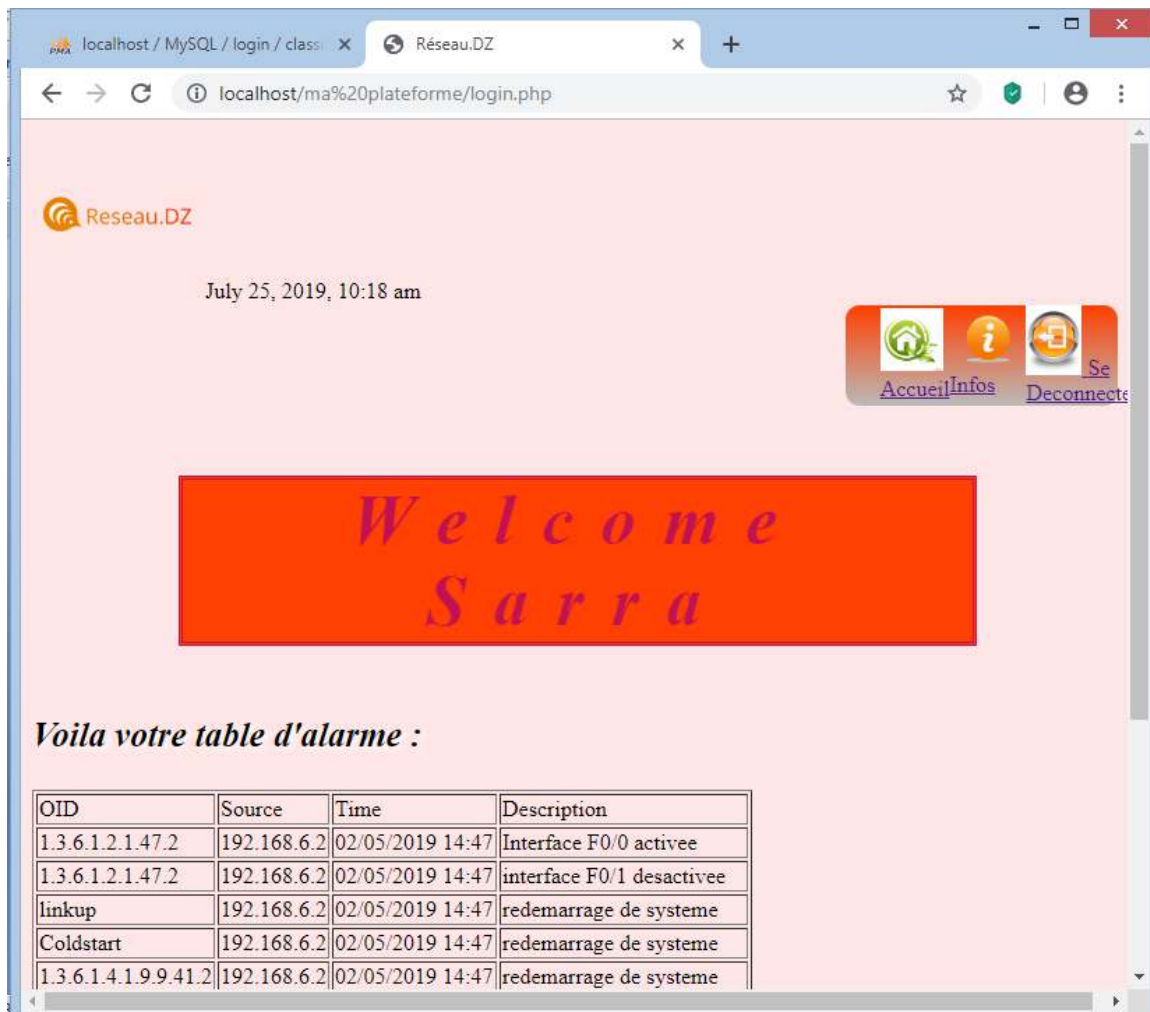 localhost / MySQL / login / class
Réseau.DZ
localhost/ma%20plateforme/login.php
Reseau.DZ
July 25, 2019, 10:18 am
Accueil Infos Se
Deconnecte
Welcome
Sarra
Voila votre table d'alarme :
OID Source Time Description
1.3.6.1.2.1.47.2 192.168.6.2 02/05/2019 14:47 Interface F0/0 activee
1.3.6.1.2.1.47.2 192.168.6.2 02/05/2019 14:47 interface F0/1 desactivee
linkup 192.168.6.2 02/05/2019 14:47 redemarrage de systeme
Coldstart 192.168.6.2 02/05/2019 14:47 redemarrage de systeme
1.3.6.1.4.1.9.9.41.2 192.168.6.2 02/05/2019 14:47 redemarrage de systeme